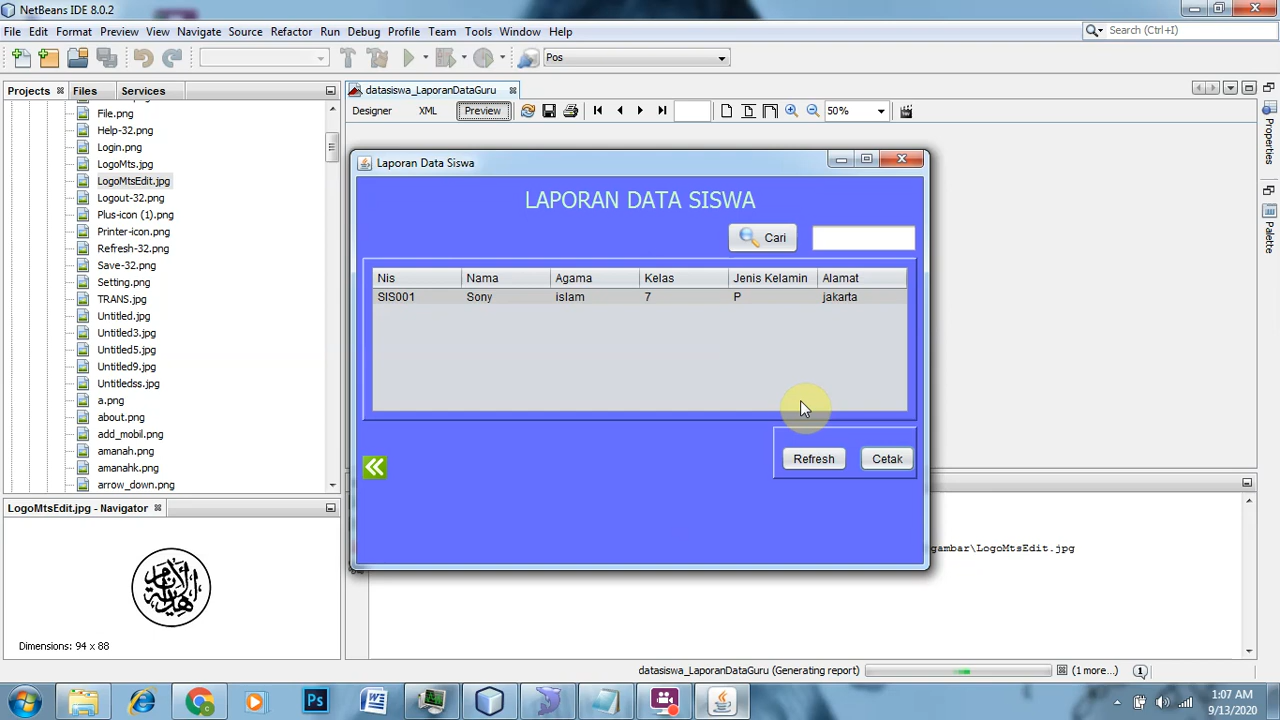 NetBeans IDE 8.0.2
File Edit Format Preview View Navigate Source Refactor Run Debug Profile Team Tools Window Help
Search (Ctrl+I)
Pos
Projects Files Services
datasiswa_LaporanDataGuru
Designer XML Preview 50%
File.png
Help-32.png
Login.png
LogoMts.jpg
LogoMtsEdit.jpg
Logout-32.png
Plus-icon (1).png
Printer-icon.png
Refresh-32.png
Save-32.png
Setting.png
TRANS.jpg
Untitled.jpg
Untitled3.jpg
Untitled5.jpg
Untitled9.jpg
Untitledss.jpg
a.png
about.png
add_mobil.png
amanah.png
amanahk.png
arrow_down.png
Properties
Palette
Laporan Data Siswa
LAPORAN DATA SISWA
Cari
Nis Nama Agama Kelas Jenis Kelamin Alamat
SIS001 Sony islam 7 P jakarta
Refresh Cetak
LogoMtsEdit.jpg - Navigator
Dimensions: 94 x 88
gambar\LogoMtsEdit.jpg
datasiswa_LaporanDataGuru (Generating report) (1 more...) 1
Ps
1:07 AM
9/13/2020